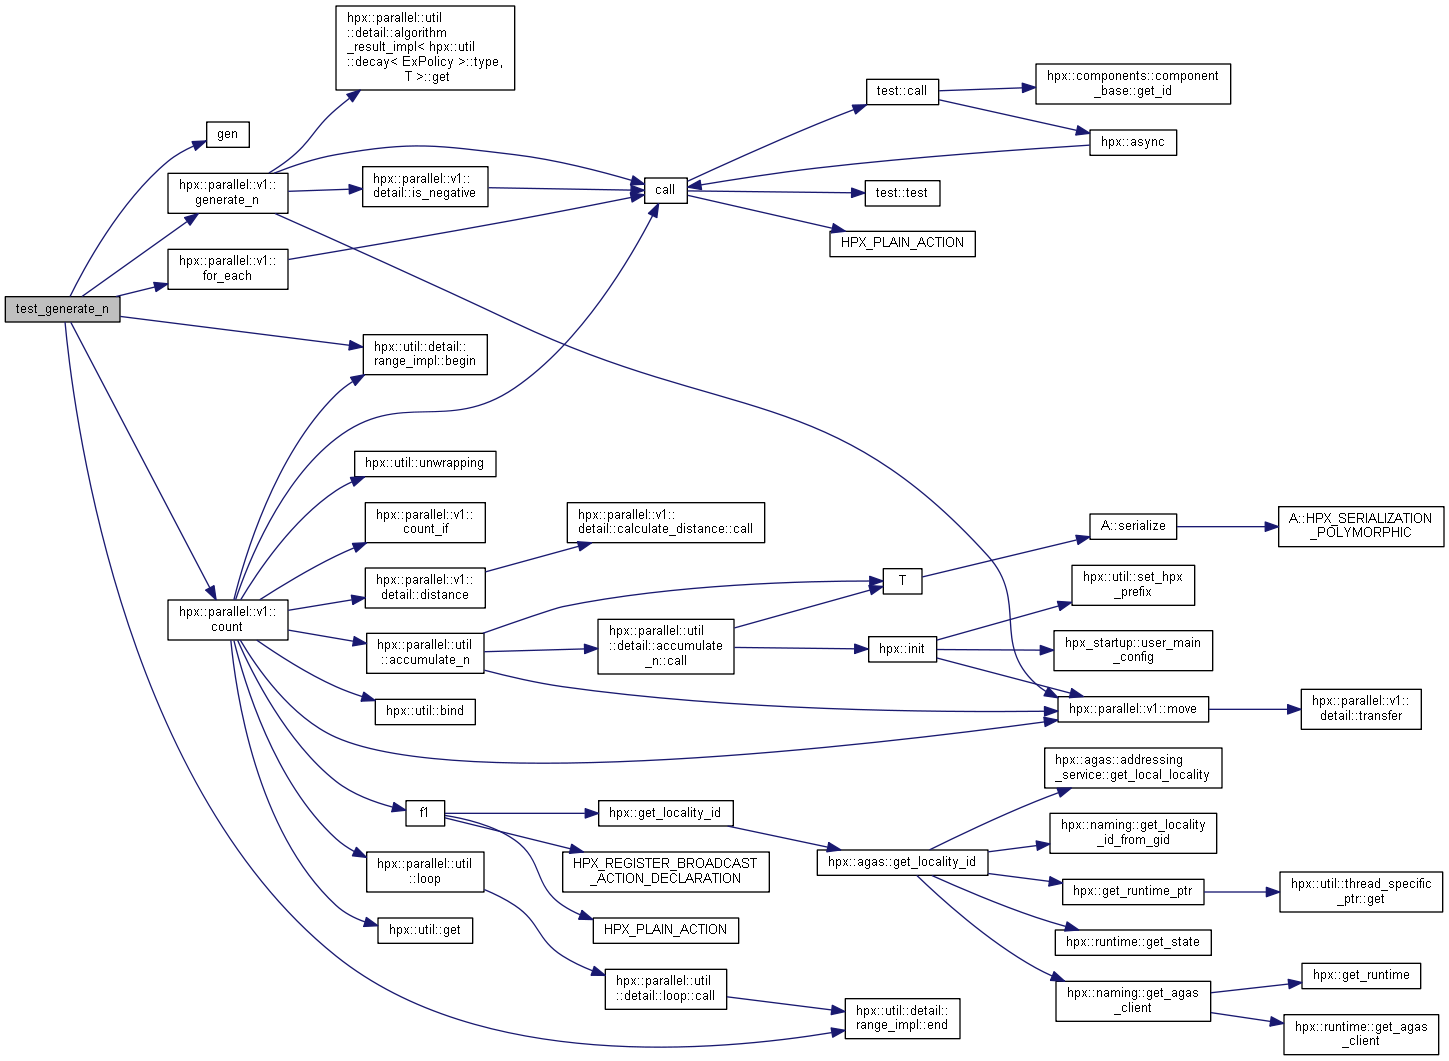 hpx::parallel::util
::detail::algorithm
_result_impl< hpx::util
::decay< ExPolicy >::type,
T >::get
gen
hpx::parallel::v1::
generate_n
hpx::parallel::v1::
detail::is_negative
hpx::parallel::v1::
for_each
test_generate_n
call
test::call
hpx::components::component
_base::get_id
hpx::async
test::test
HPX_PLAIN_ACTION
hpx::util::detail::
range_impl::begin
hpx::util::unwrapping
hpx::parallel::v1::
count_if
hpx::parallel::v1::
detail::calculate_distance::call
hpx::parallel::v1::
detail::distance
hpx::parallel::v1::
count
hpx::parallel::util
::accumulate_n
hpx::parallel::util
::detail::accumulate
_n::call
T
A::serialize
A::HPX_SERIALIZATION
_POLYMORPHIC
hpx::init
hpx::util::set_hpx
_prefix
hpx_startup::user_main
_config
hpx::util::bind
hpx::parallel::v1::move
hpx::parallel::v1::
detail::transfer
f1
hpx::get_locality_id
HPX_REGISTER_BROADCAST
_ACTION_DECLARATION
HPX_PLAIN_ACTION
hpx::parallel::util
::loop
hpx::util::get
hpx::parallel::util
::detail::loop::call
hpx::util::detail::
range_impl::end
hpx::agas::get_locality_id
hpx::agas::addressing
_service::get_local_locality
hpx::naming::get_locality
_id_from_gid
hpx::get_runtime_ptr
hpx::util::thread_specific
_ptr::get
hpx::runtime::get_state
hpx::naming::get_agas
_client
hpx::get_runtime
hpx::runtime::get_agas
_client